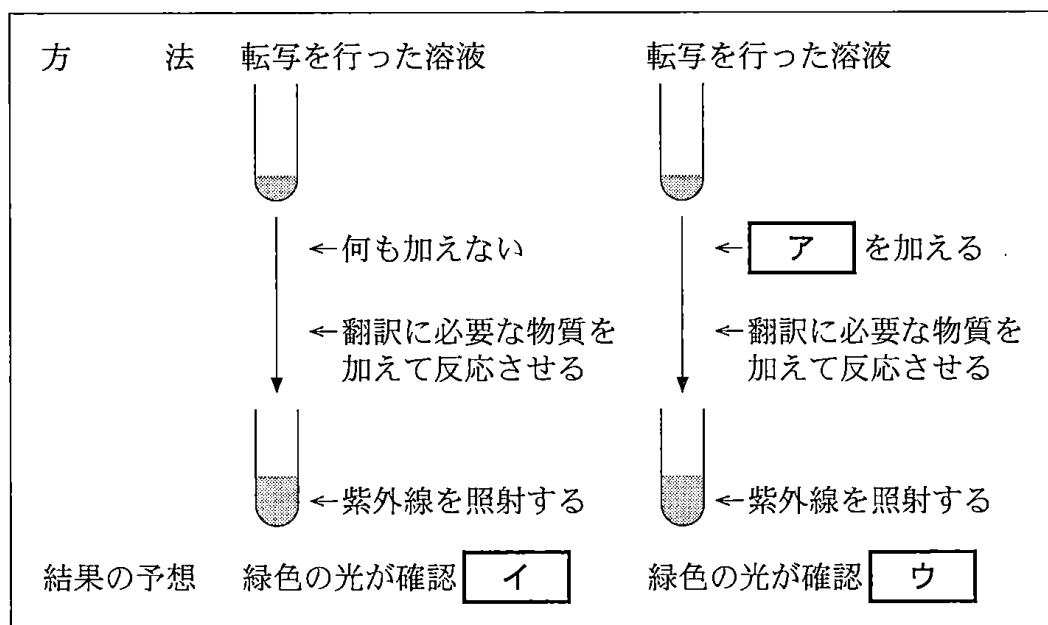 方　　法　転写を行った溶液　転写を行った溶液
←何も加えない　←ア を加える
←翻訳に必要な物質を　←翻訳に必要な物質を
加えて反応させる　加えて反応させる
←紫外線を照射する　←紫外線を照射する
結果の予想　緑色の光が確認 イ　緑色の光が確認 ウ